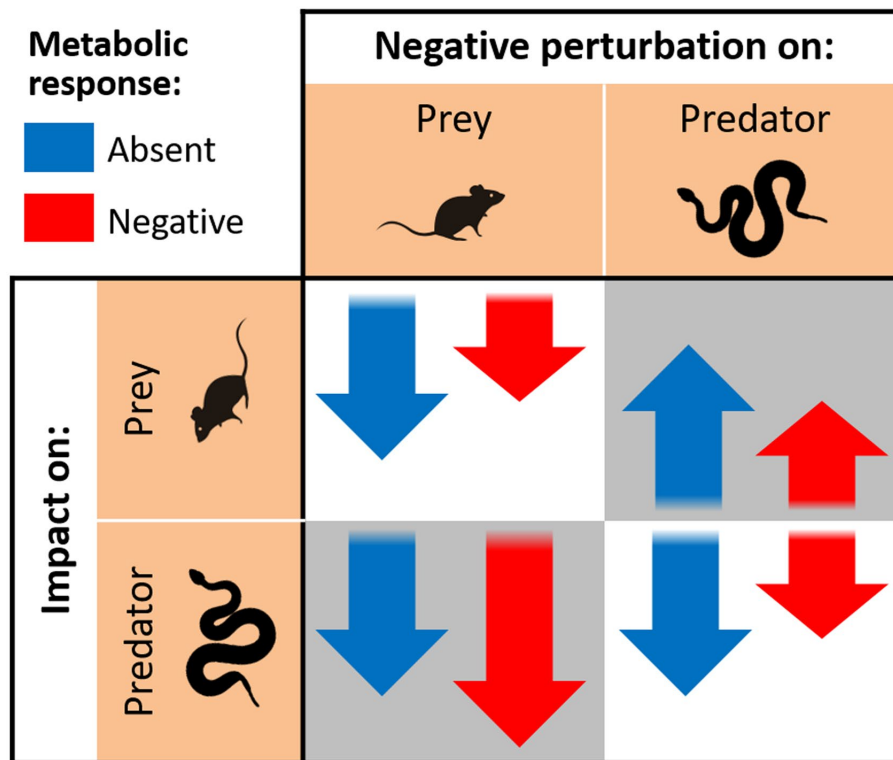 Metabolic
response:
Absent
Negative
Negative perturbation on:
Prey
Predator
Impact on:
Prey
Predator